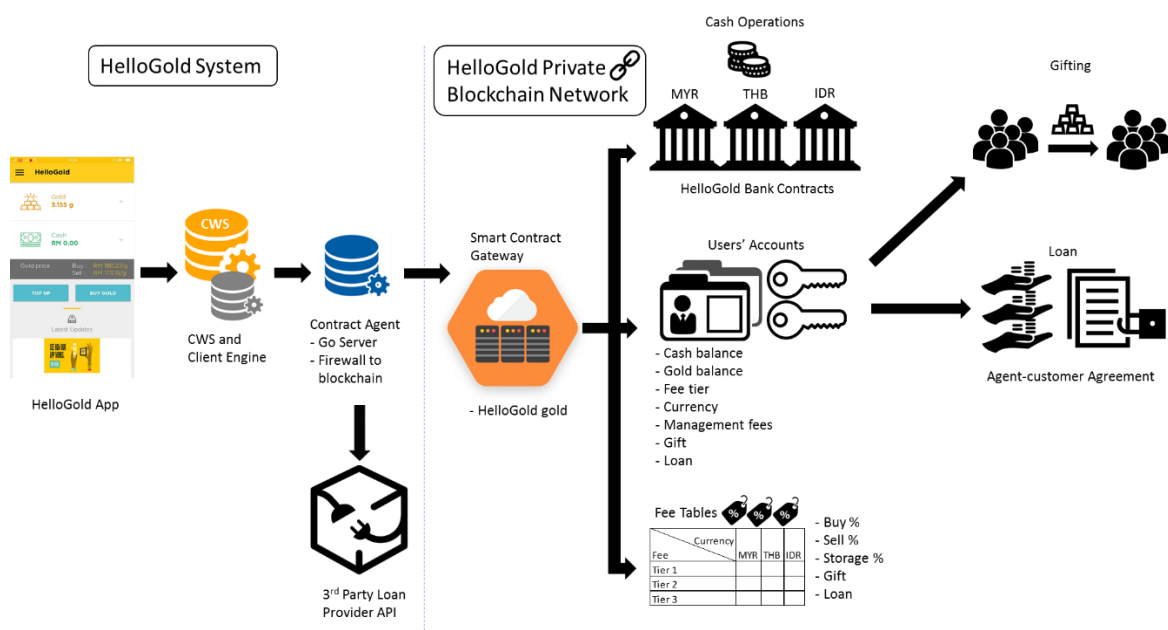 HelloGold System
HelloGold Private
Blockchain Network
Cash Operations
MYR THB IDR
HelloGold Bank Contracts
Gifting
HelloGold
Gold
3.155 g
Cash
RM 0.00
Gold price
Buy
Sell
TOP UP
BUY GOLD
Latest Updates
HelloGold App
CWS
CWS and
Client Engine
Contract Agent
- Go Server
- Firewall to
blockchain
3rd Party Loan
Provider API
Smart Contract
Gateway
- HelloGold gold
Users' Accounts
- Cash balance
- Gold balance
- Fee tier
- Currency
- Management fees
- Gift
- Loan
Loan
Agent-customer Agreement
Fee Tables
% % %
Currency
Fee
MYR THB IDR
Tier 1
Tier 2
Tier 3
- Buy %
- Sell %
- Storage %
- Gift
- Loan